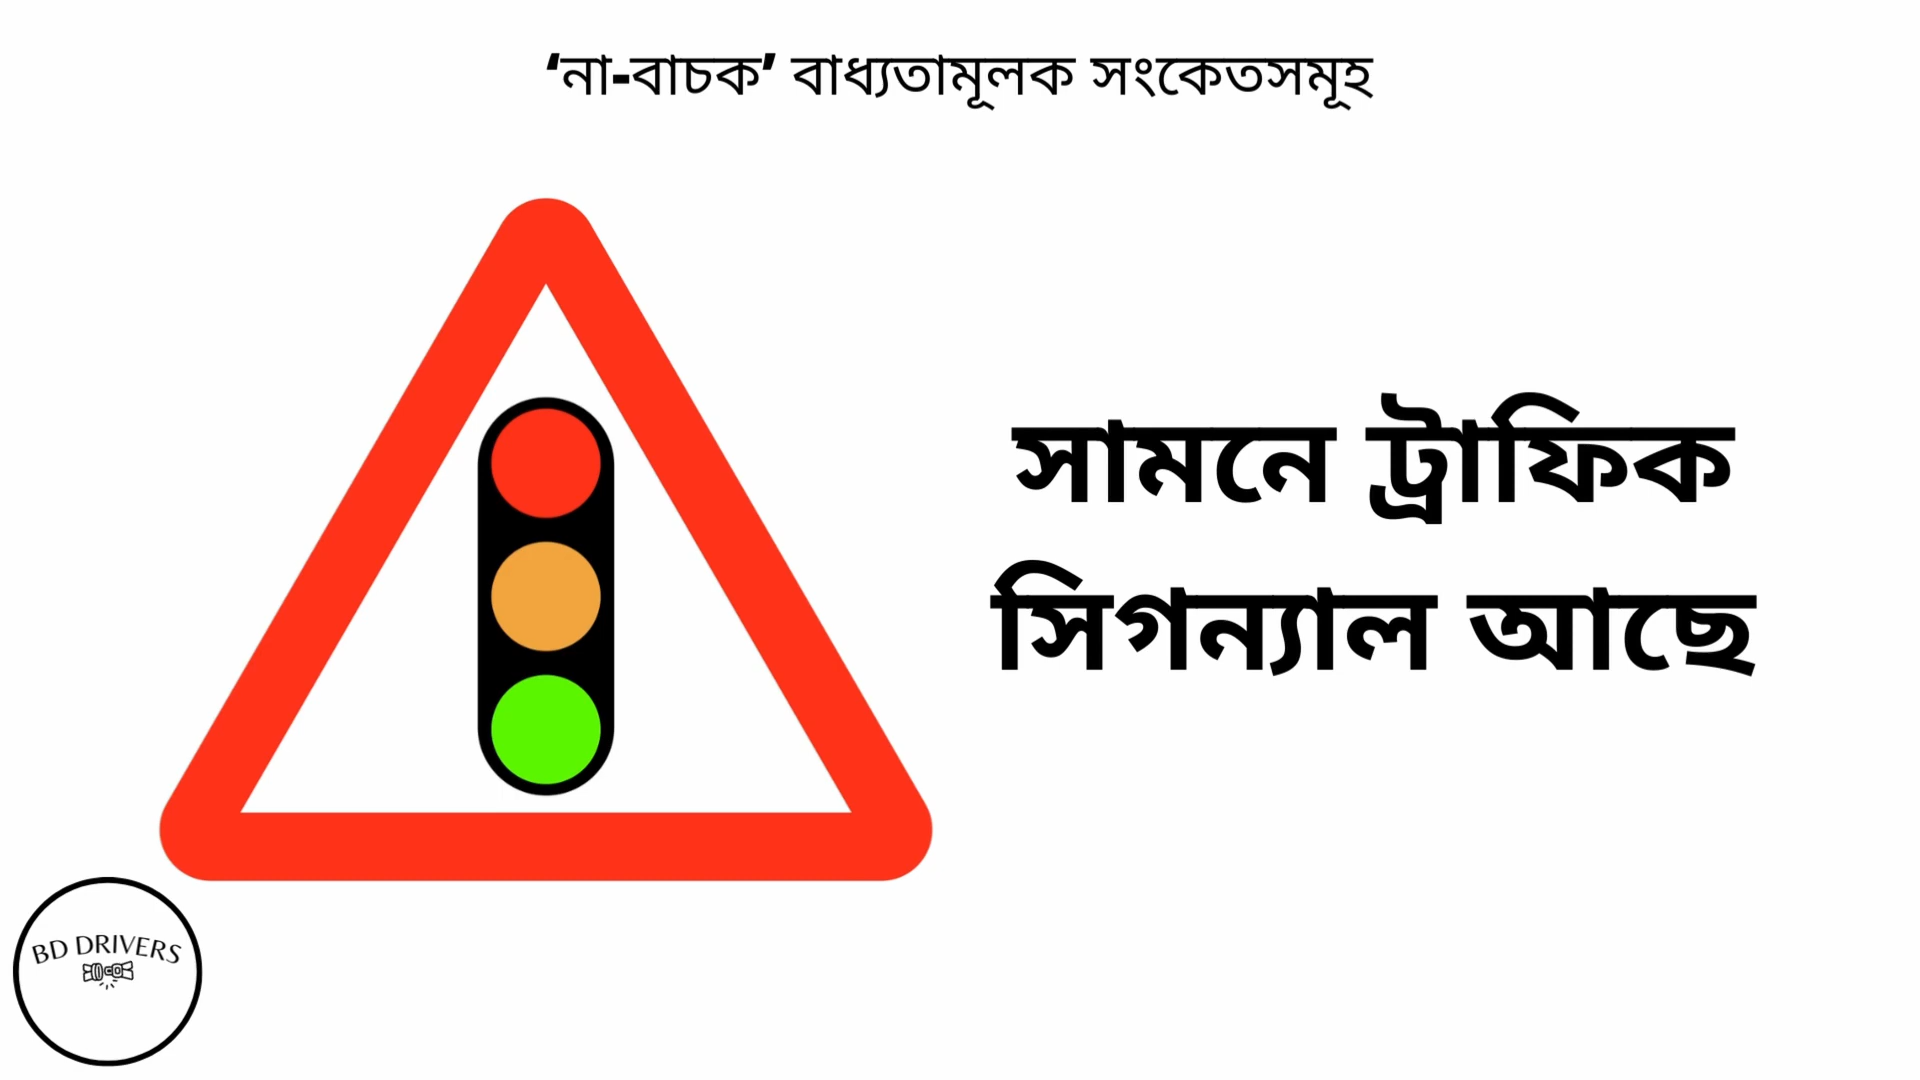 ‘না-বাচক’ বাধ্যতামূলক সংকেতসমূহ
সামনে ট্রাফিক
সিগন্যাল আছে
BD DRIVERS